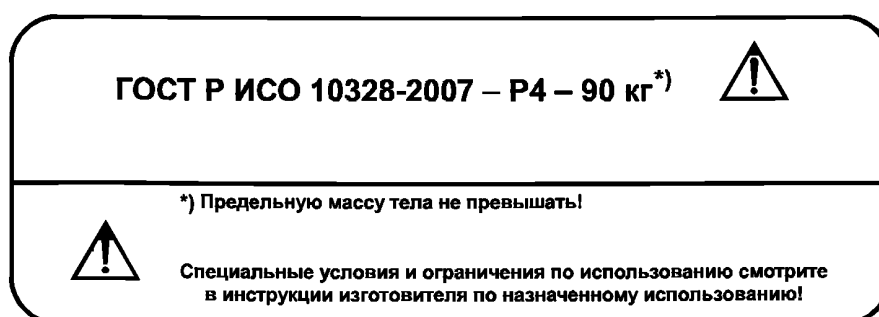 ГОСТ Р ИСО 10328-2007 – Р4 – 90 кг*)
*) Предельную массу тела не превышать!
Специальные условия и ограничения по использованию смотрите
в инструкции изготовителя по назначенному использованию!